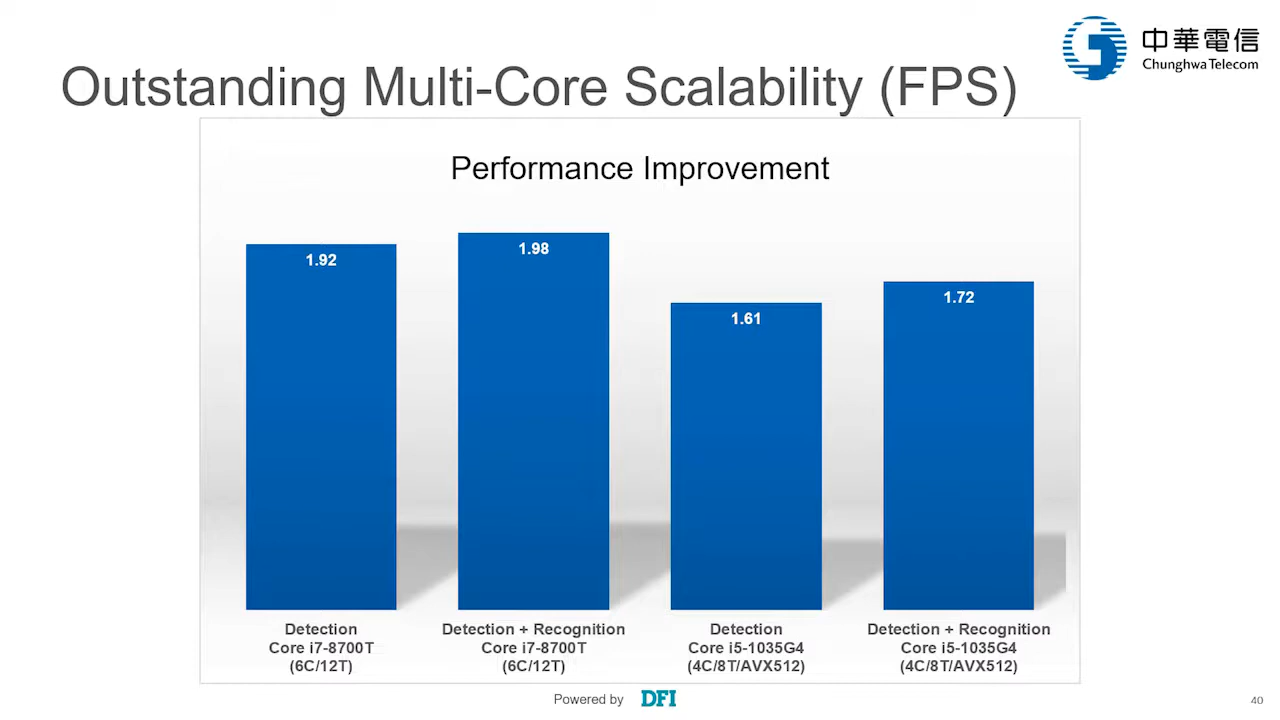 中華電信
Chunghwa Telecom
Outstanding Multi-Core Scalability (FPS)
Performance Improvement
1.92
1.98
1.61
1.72
Detection
Core i7-8700T
(6C/12T)
Detection + Recognition
Core i7-8700T
(6C/12T)
Detection
Core i5-1035G4
(4C/8T/AVX512)
Detection + Recognition
Core i5-1035G4
(4C/8T/AVX512)
Powered by DFI
40